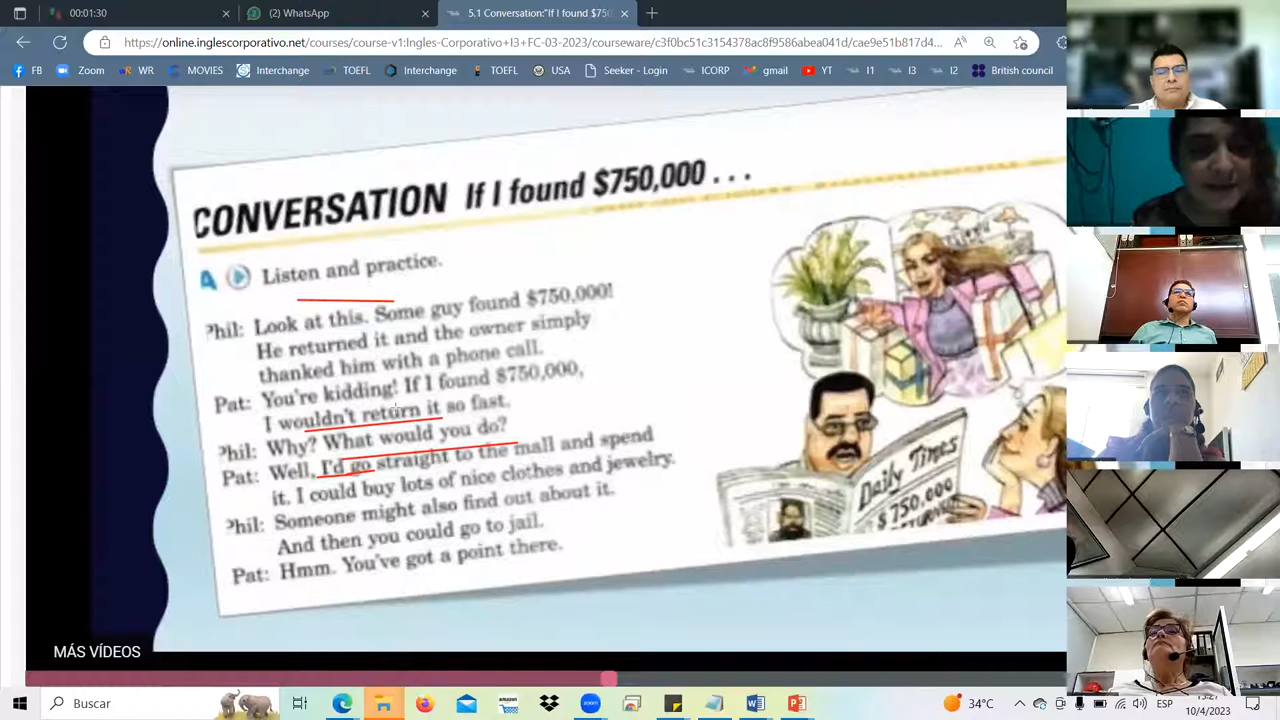 00:01:30
(2) WhatsApp
5.1 Conversation:"If I found $750
https://online.inglescorporativo.net/courses/course-v1:Ingles-Corporativo+I3+FC-03-2023/courseware/c3f0bc51c3154378ac8f9586abea041d/cae9e51b817d4...
FB
Zoom
WR
MOVIES
Interchange
TOEFL
Interchange
TOEFL
USA
Seeker - Login
ICORP
gmail
YT
I1
I3
I2
British council
CONVERSATION If I found $750,000 . . .
A Listen and practice.
Phil: Look at this. Some guy found $750,000!
He returned it and the owner simply
thanked him with a phone call.
Pat: You're kidding! If I found $750,000,
I wouldn't return it so fast.
Phil: Why? What would you do?
Pat: Well, I'd go straight to the mall and spend
it. I could buy lots of nice clothes and jewelry.
Phil: Someone might also find out about it.
And then you could go to jail.
Pat: Hmm. You've got a point there.
Daily Times
$750,000
MÁS VÍDEOS
Buscar
34°C
ESP
10/4/2023